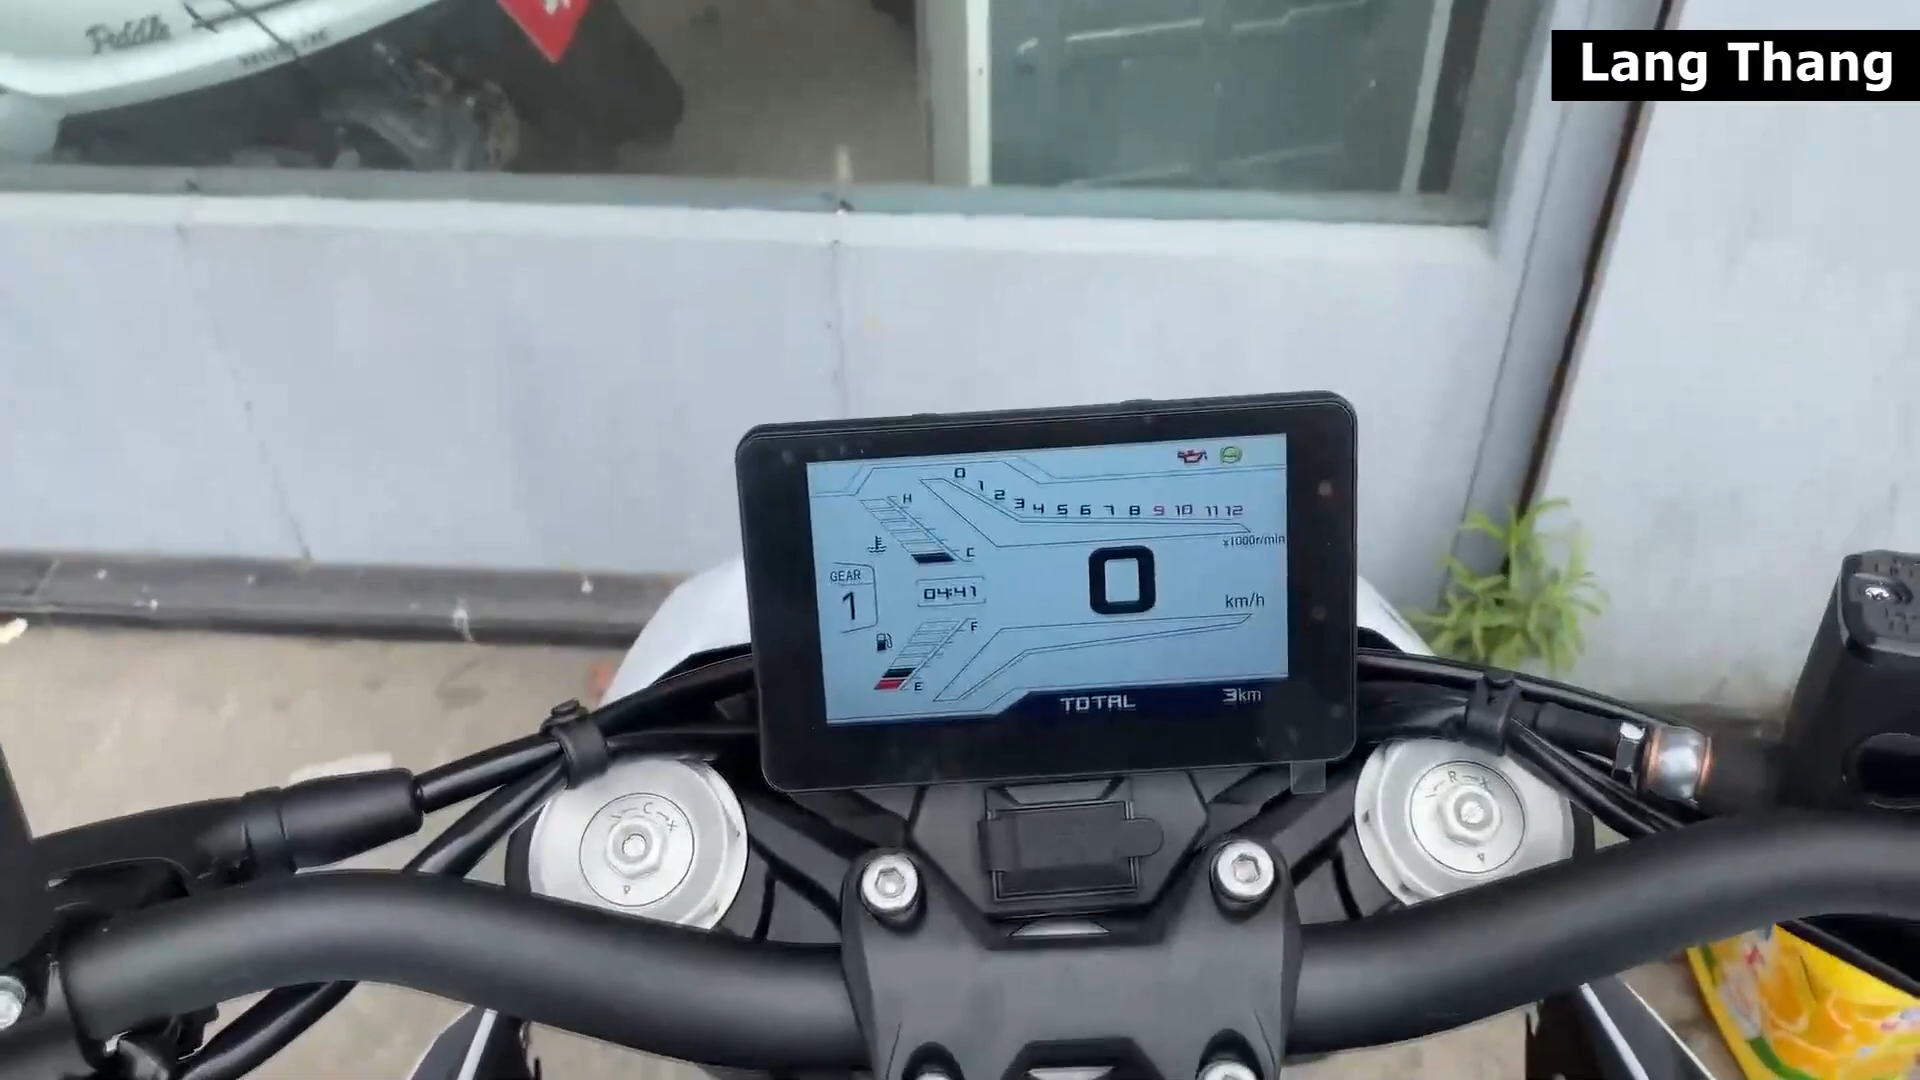 Peddle
Lang Thang
0 1 2 3 4 5 6 7 8 9 10 11 12
x1000r/min
H
C
GEAR
1
04:41
0
km/h
F
E
TOTAL 3km
C
R